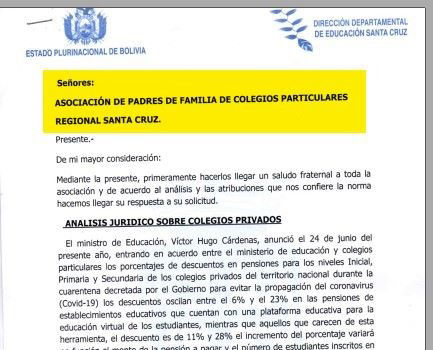 ESTADO PLURINACIONAL DE BOLIVIA
DIRECCIÓN DEPARTAMENTAL
DE EDUCACIÓN SANTA CRUZ
Señores:
ASOCIACIÓN DE PADRES DE FAMILIA DE COLEGIOS PARTICULARES
REGIONAL SANTA CRUZ.
Presente.-
De mi mayor consideración:
Mediante la presente, primeramente hacerlos llegar un saludo fraternal a toda la
asociación y de acuerdo al análisis y las atribuciones que nos confiere la norma
hacemos llegar su respuesta a su solicitud.
ANALISIS JURIDICO SOBRE COLEGIOS PRIVADOS
El ministro de Educación, Víctor Hugo Cárdenas, anunció el 24 de junio del
presente año, entrando en acuerdo entre el ministerio de educación y colegios
particulares los porcentajes de descuentos en pensiones para los niveles Inicial,
Primaria y Secundaria de los colegios privados del territorio nacional durante la
cuarentena decretada por el Gobierno para evitar la propagación del coronavirus
(Covid-19) los descuentos oscilan entre el 6% y el 23% en las pensiones de
establecimientos educativos que cuentan con una plataforma educativa para la
educación virtual de los estudiantes, mientras que aquellos que carecen de esta
herramienta, el descuento es de 11% y 28% el incremento del porcentaje variará
en función al monto de la pensión a pagar y el número de estudiantes inscritos en